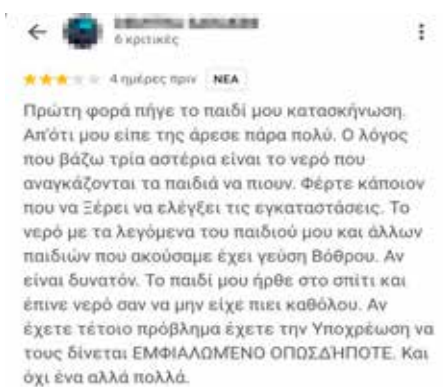 6 κριτικές
4 ημέρες πριν ΝΕΑ
Πρώτη φορά πήγε το παιδί μου κατασκήνωση.
Απ'ότι μου είπε της άρεσε πάρα πολύ. Ο λόγος
που βάζω τρία αστέρια είναι το νερό που
αναγκάζονται τα παιδιά να πιουν. Φέρτε κάποιον
που να Ξέρει να ελέγξει τις εγκαταστάσεις. Το
νερό με τα λεγόμενα του παιδιού μου και άλλων
παιδιών που ακούσαμε έχει γεύση Βόθρου. Αν
είναι δυνατόν. Το παιδί μου ήρθε στο σπίτι και
έπινε νερό σαν να μην είχε πιει καθόλου. Αν
έχετε τέτοιο πρόβλημα έχετε την Υποχρέωση να
τους δίνεται ΕΜΦΙΑΛΩΜΈΝΟ ΟΠΩΣΔΉΠΟΤΕ. Και
όχι ένα αλλά πολλά.